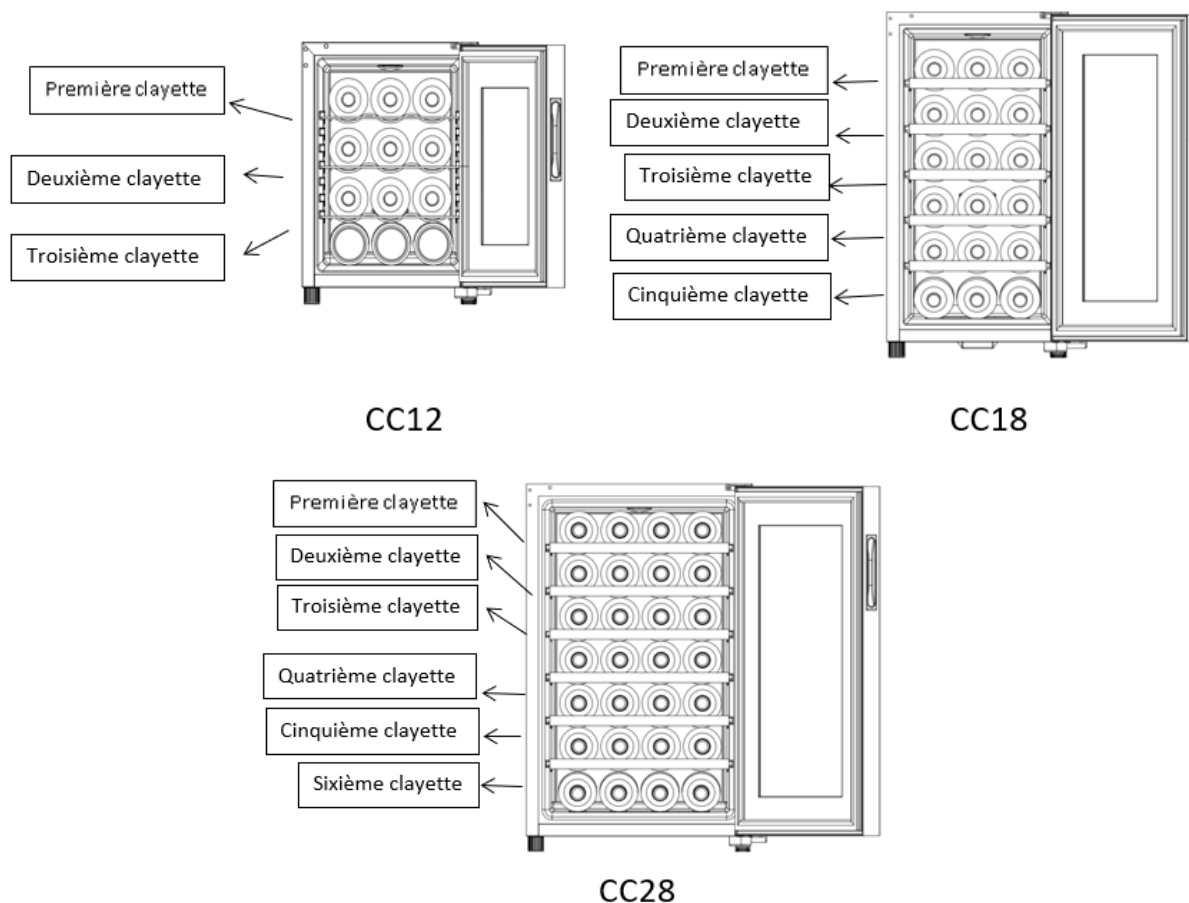 Première clayette
Deuxième clayette
Troisième clayette
CC12
Première clayette
Deuxième clayette
Troisième clayette
Quatrième clayette
Cinquième clayette
CC18
Première clayette
Deuxième clayette
Troisième clayette
Quatrième clayette
Cinquième clayette
Sixième clayette
CC28